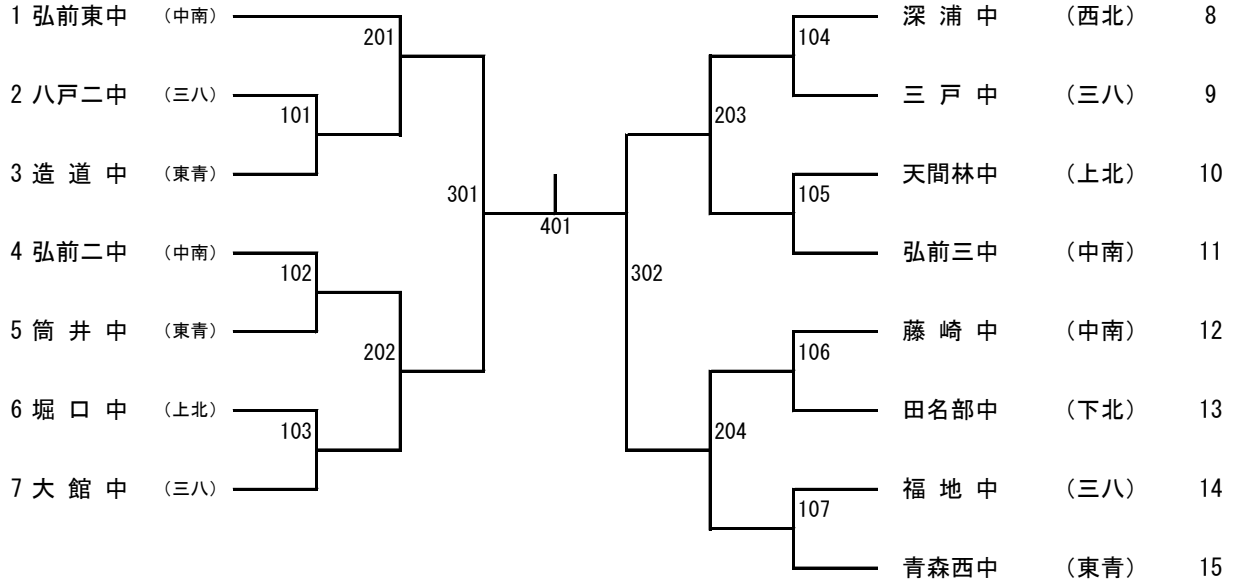 1 弘前東中 （中南）
201
2 八戸二中 （三八）
101
3 造 道 中 （東青）
301
4 弘前二中 （中南）
102
5 筒 井 中 （東青）
202
6 堀 口 中 （上北）
103
7 大 館 中 （三八）
401
深 浦 中 （西北） 8
104
三 戸 中 （三八） 9
203
天間林中 （上北） 10
105
弘前三中 （中南） 11
302
藤 崎 中 （中南） 12
106
田名部中 （下北） 13
204
福 地 中 （三八） 14
107
青森西中 （東青） 15